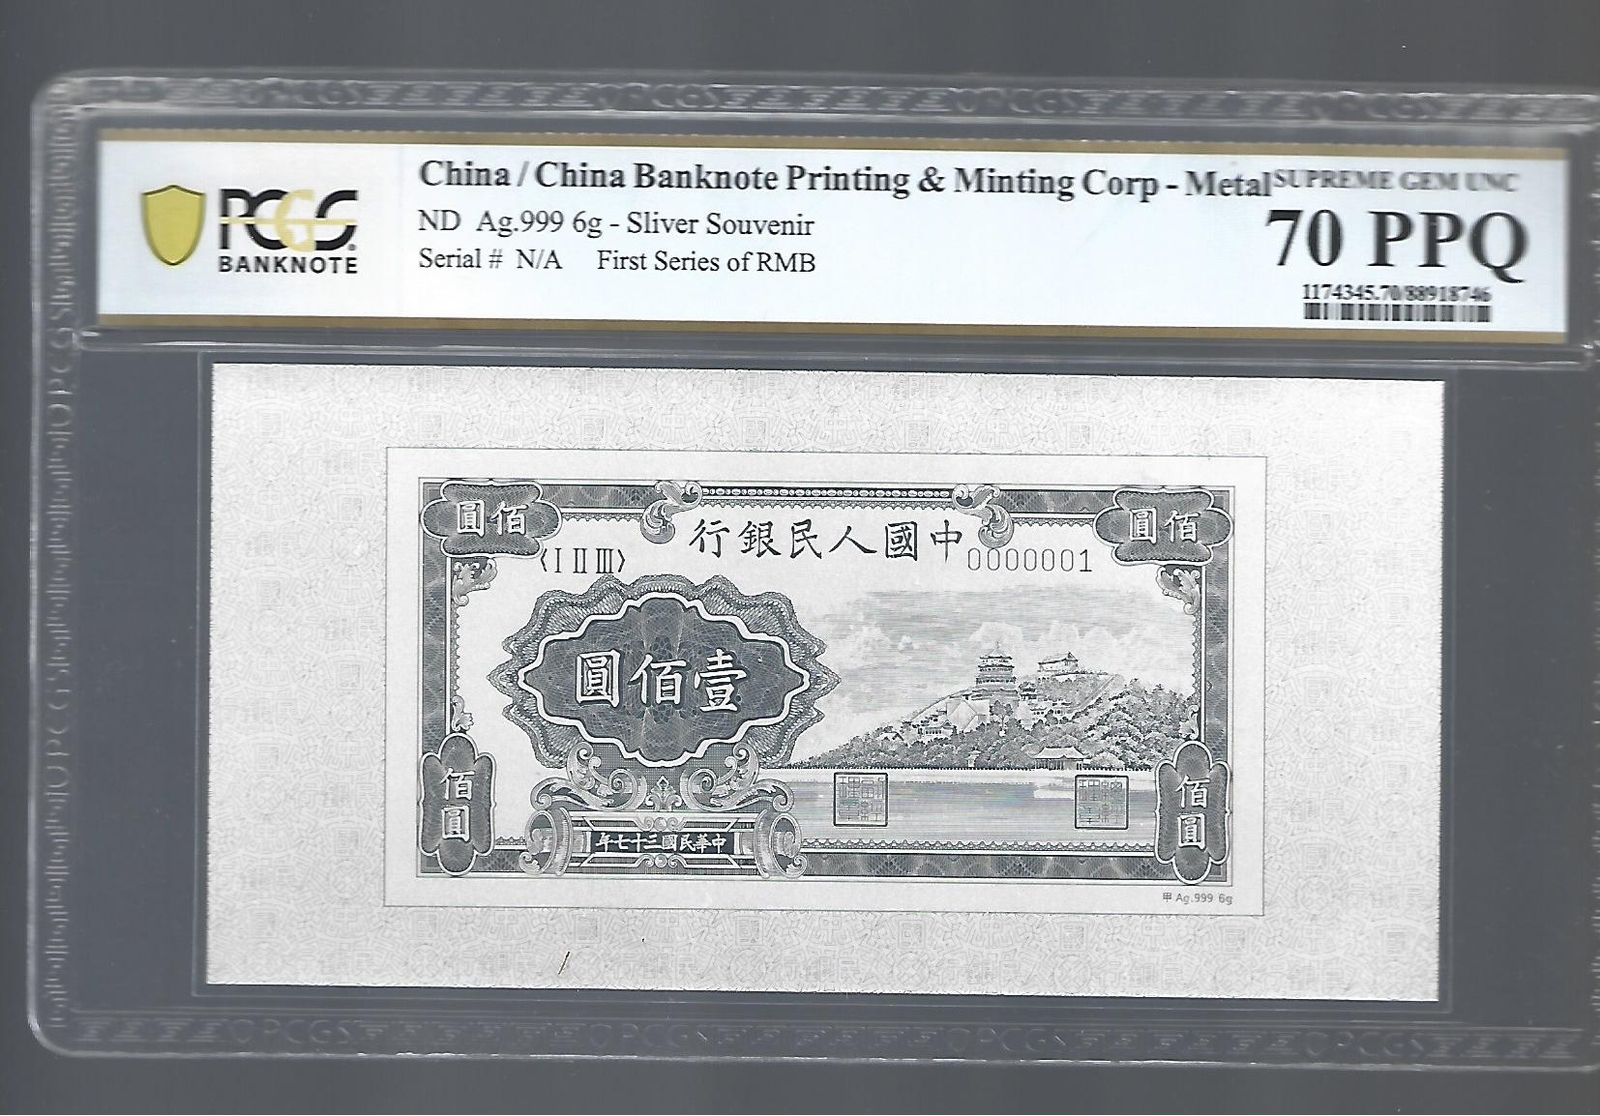 PCGS
BANKNOTE
China / China Banknote Printing & Minting Corp - Metal
ND Ag.999 6g - Sliver Souvenir
Serial # N/A First Series of RMB
SUPREME GEM UNC
70 PPQ
1174345.70/88918746
圓佰
行銀民人國中
圓佰
〈I II III〉
0000001
圓佰壹
佰圓
佰圓
年七十三國民華中
甲 Ag.999 6g